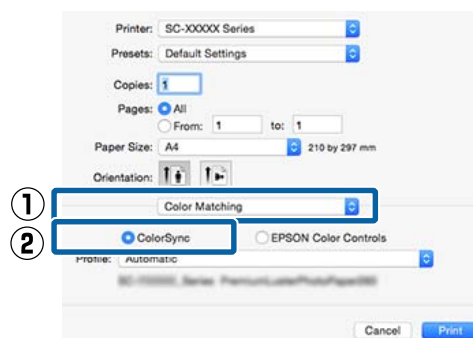 Printer: SC-XXXXX Series
Presets: Default Settings
Copies: 1
Pages: All
From: 1 to: 1
Paper Size: A4 210 by 297 mm
Orientation:
① Color Matching
② ColorSync EPSON Color Controls
Profile: Automatic
Cancel Print